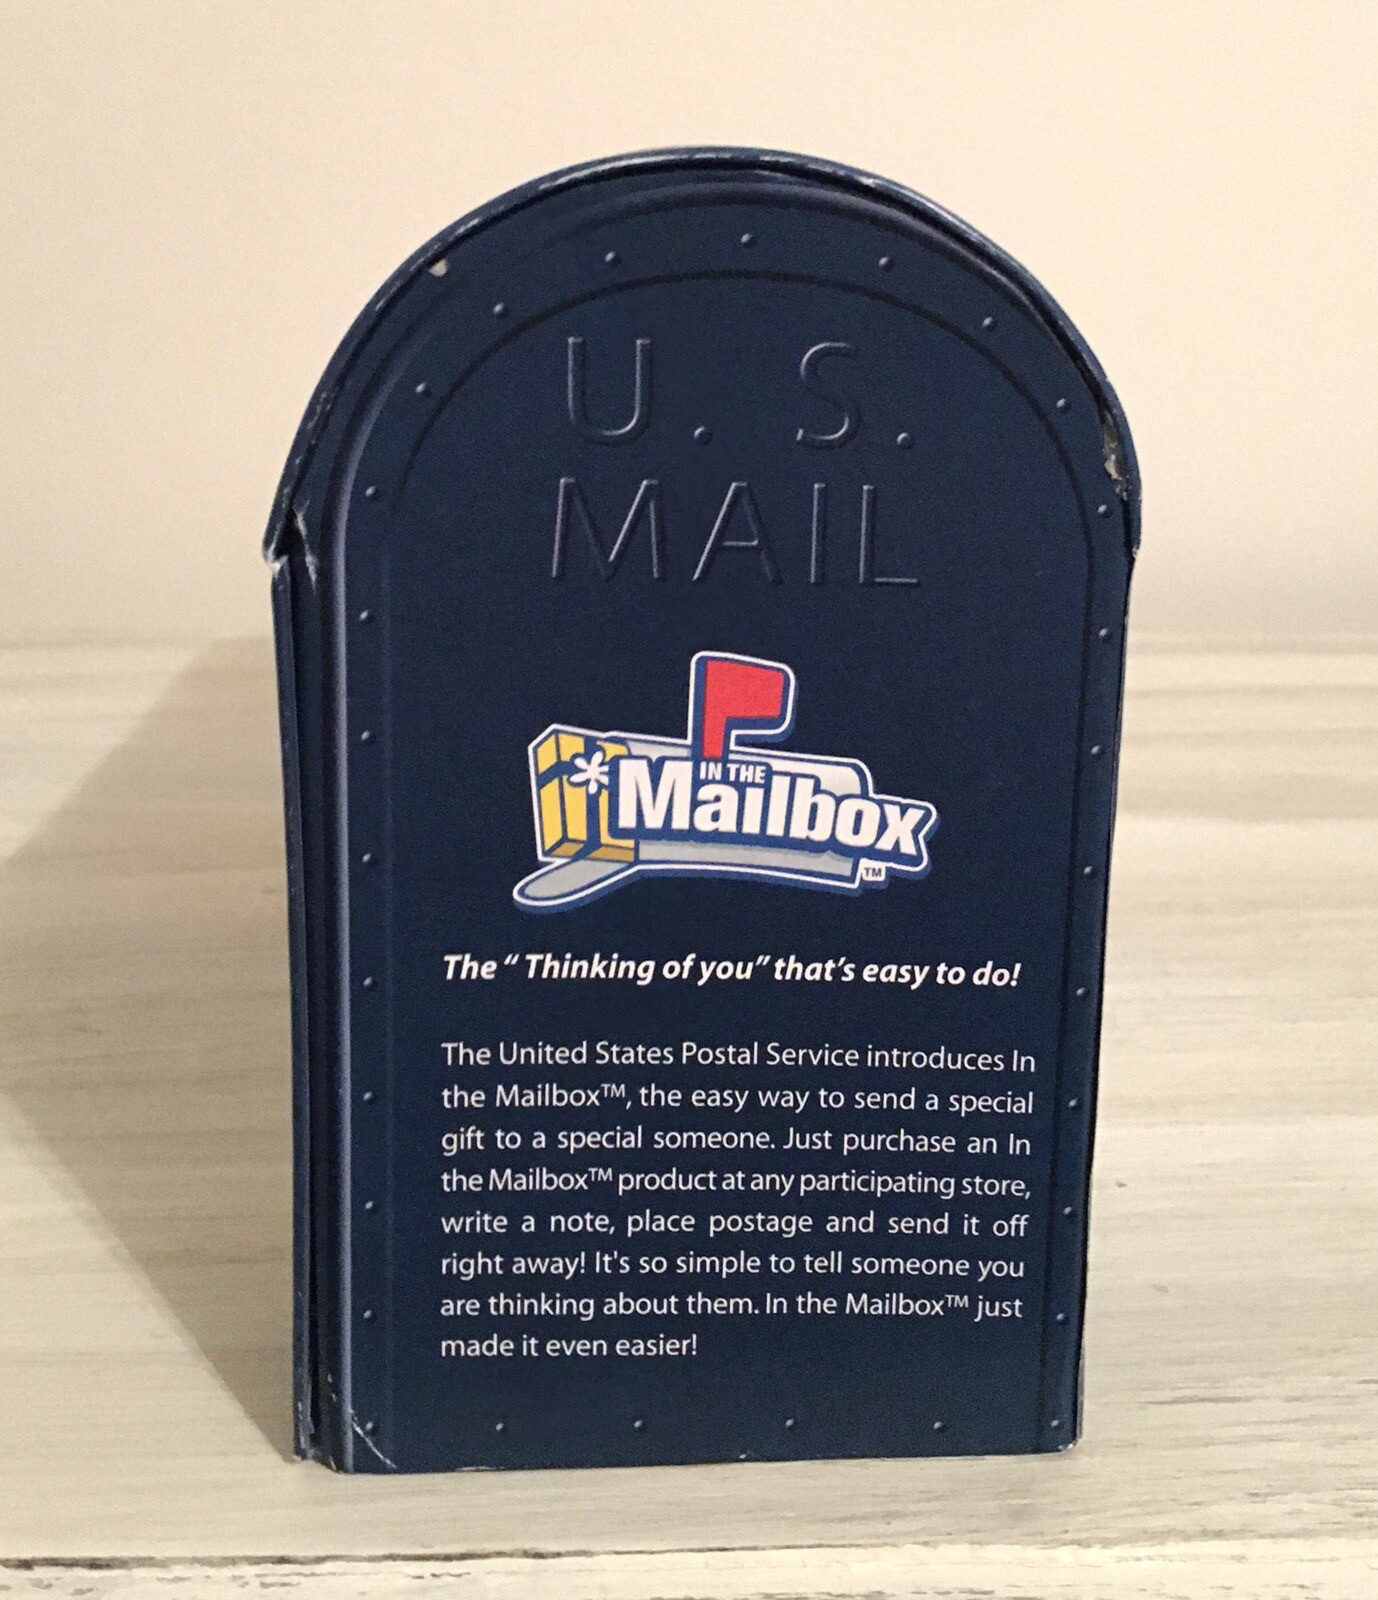 U. S.
MAIL
IN THE
Mailbox
TM
The “Thinking of you” that's easy to do!
The United States Postal Service introduces In
the Mailbox™, the easy way to send a special
gift to a special someone. Just purchase an In
the Mailbox™ product at any participating store,
write a note, place postage and send it off
right away! It's so simple to tell someone you
are thinking about them. In the Mailbox™ just
made it even easier!